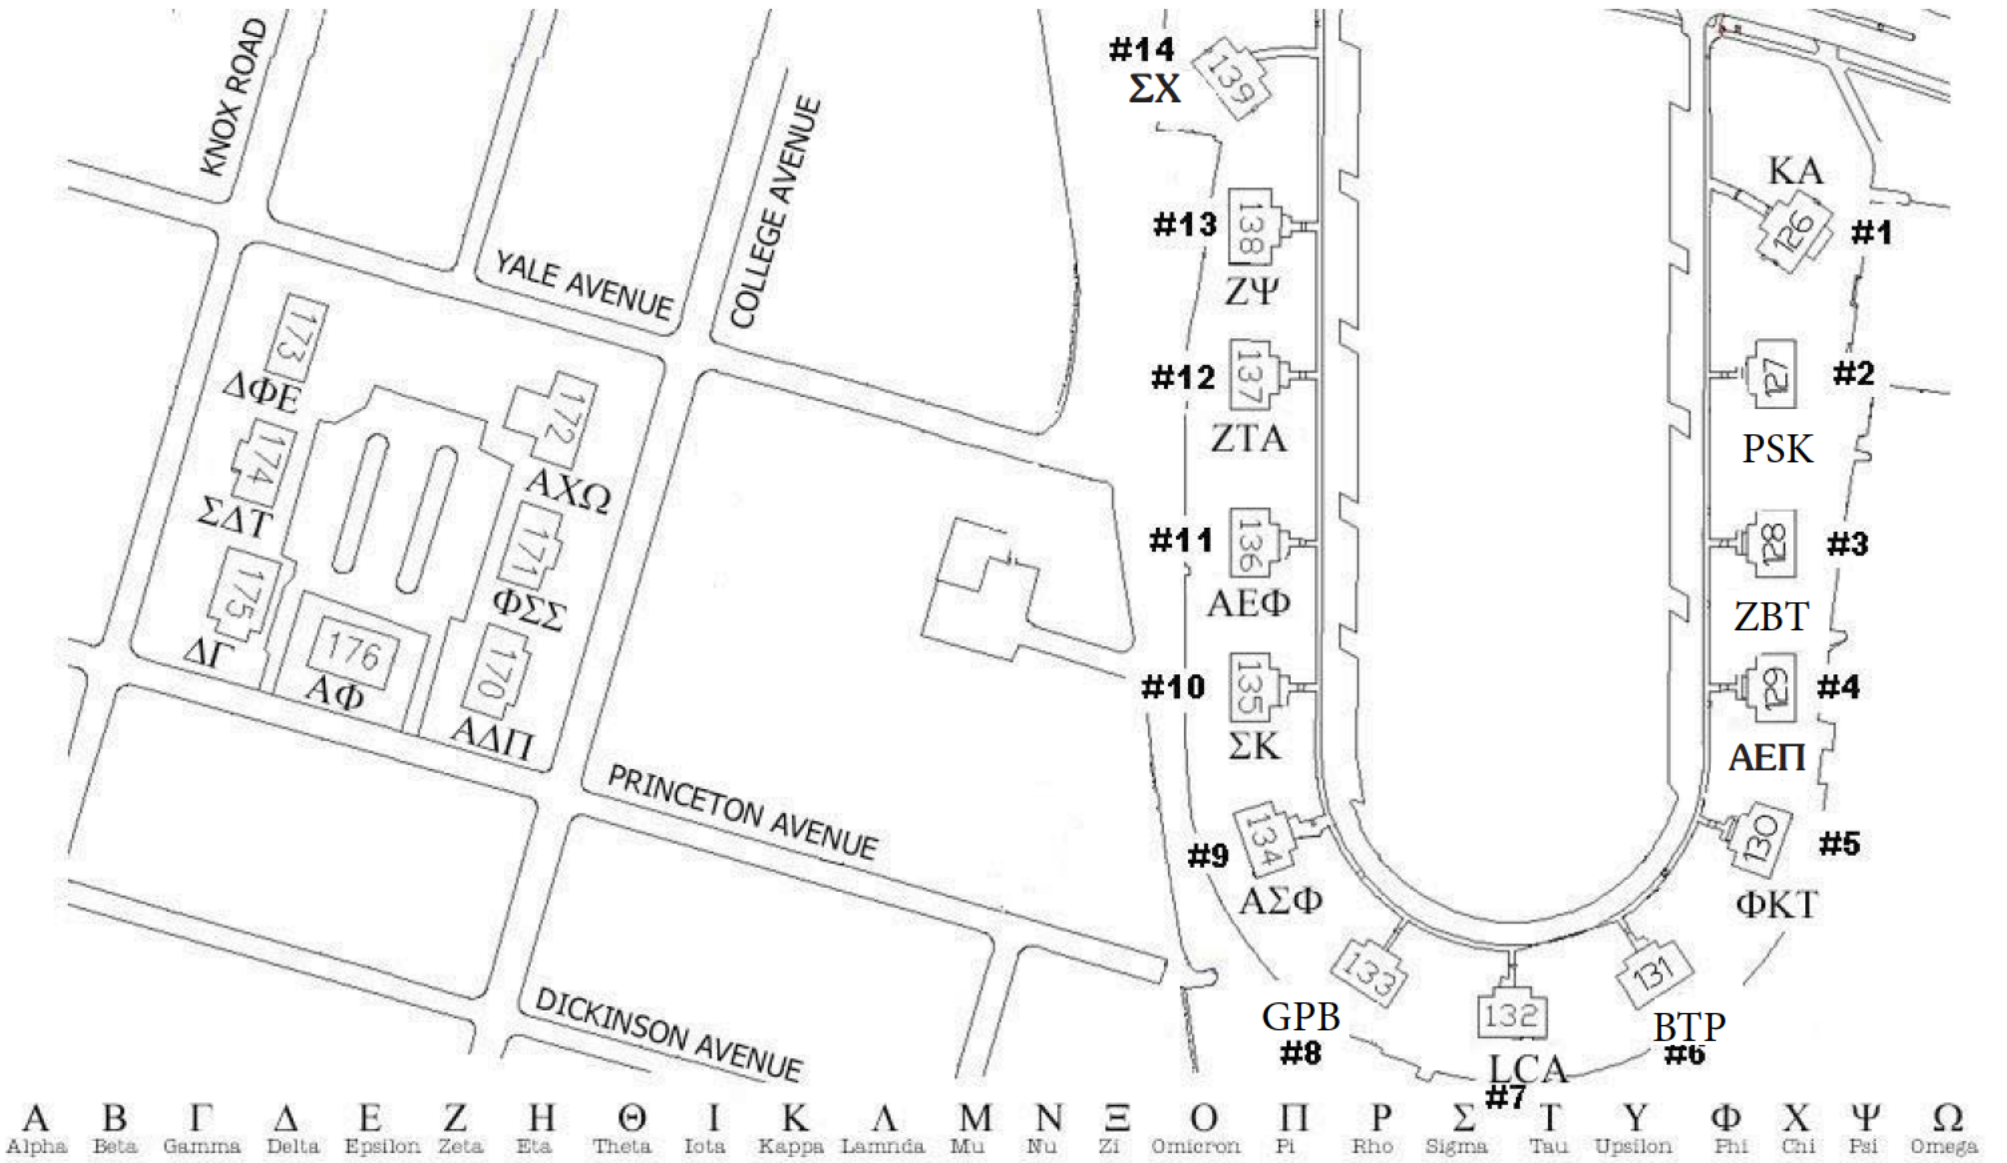 KNOX ROAD
YALE AVENUE
COLLEGE AVENUE
173
ΔΦΕ
174
ΣΔΤ
175
ΔΓ
176
ΑΦ
172
ΑΧΩ
171
ΦΣΣ
170
ΑΔΠ
PRINCETON AVENUE
DICKINSON AVENUE
#14
ΣΧ
139
#13
138
ΖΨ
#12
137
ΖΤΑ
#11
136
ΑΕΦ
#10
135
ΣΚ
#9
134
ΑΣΦ
133
GPB
#8
132
LCA
#7
131
BTP
#6
130
#5
ΦΚΤ
129
#4
ΑΕΠ
128
#3
ZBT
127
#2
PSK
ΚΑ
126
#1
Α Β Γ Δ Ε Ζ Η Θ Ι Κ Λ Μ Ν Ξ Ο Π Ρ Σ Τ Υ Φ Χ Ψ Ω
Alpha Beta Gamma Delta Epsilon Zeta Eta Theta Iota Kappa Lamnda Mu Nu Zi Omicron Pi Rho Sigma Tau Upsilon Phi Chi Psi Omega